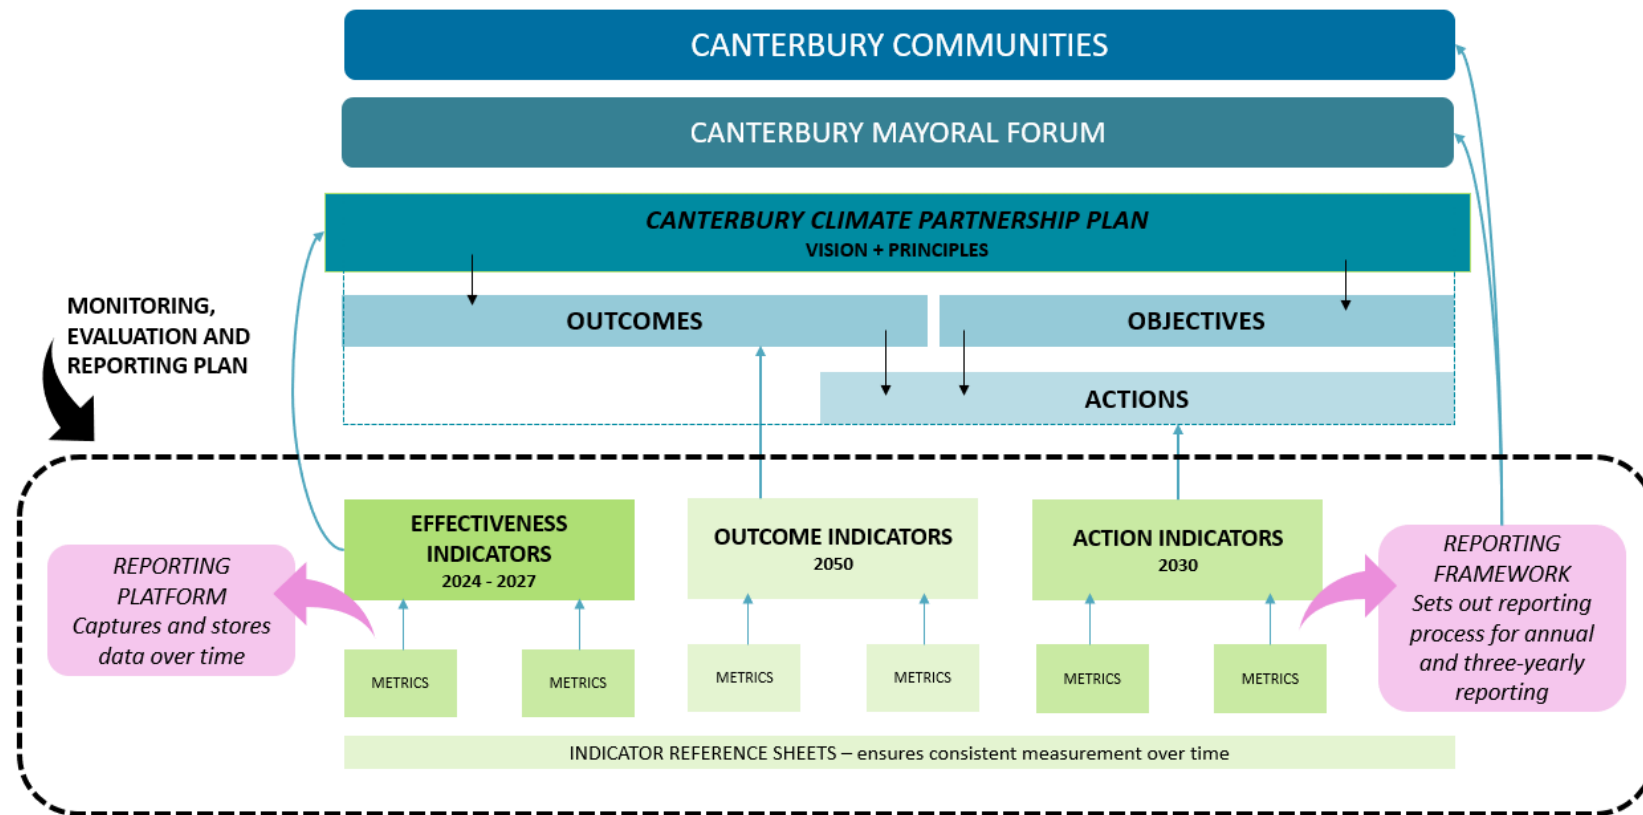 CANTERBURY COMMUNITIES
CANTERBURY MAYORAL FORUM
CANTERBURY CLIMATE PARTNERSHIP PLAN
VISION + PRINCIPLES
MONITORING,
EVALUATION AND
REPORTING PLAN
OUTCOMES
OBJECTIVES
ACTIONS
EFFECTIVENESS
INDICATORS
2024 - 2027
OUTCOME INDICATORS
2050
ACTION INDICATORS
2030
REPORTING
PLATFORM
Captures and stores
data over time
REPORTING
FRAMEWORK
Sets out reporting
process for annual
and three-yearly
reporting
METRICS
METRICS
METRICS
METRICS
METRICS
METRICS
INDICATOR REFERENCE SHEETS – ensures consistent measurement over time